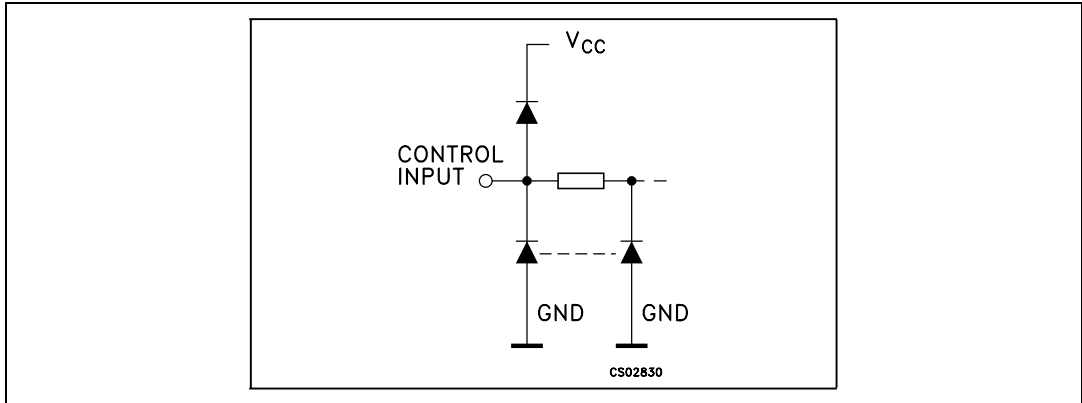 VCC
CONTROL
INPUT
GND GND
CS02830